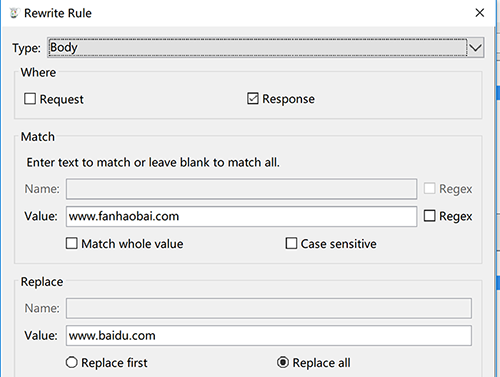 Rewrite Rule
Type: Body
Where
Request Response
Match
Enter text to match or leave blank to match all.
Name: Regex
Value: www.fanhaobai.com Regex
Match whole value Case sensitive
Replace
Name:
Value: www.baidu.com
Replace first Replace all